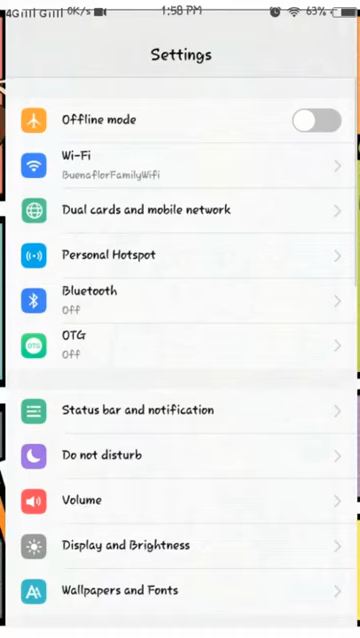 4G G 0K/s 1:58 PM 63%
Settings
Offline mode
Wi-Fi
BuenaflorFamilyWifi
Dual cards and mobile network
Personal Hotspot
Bluetooth
Off
OTG
OTG
Off
Status bar and notification
Do not disturb
Volume
Display and Brightness
Wallpapers and Fonts